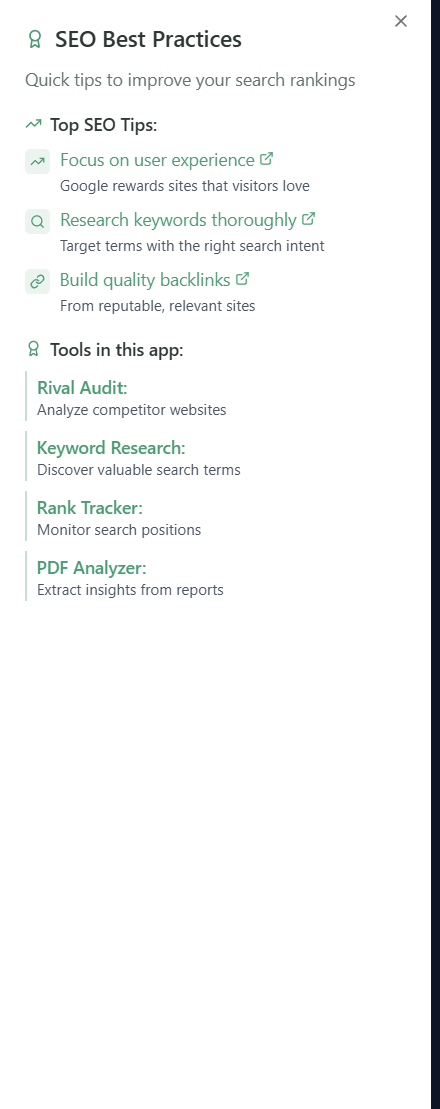 SEO Best Practices
Quick tips to improve your search rankings
Top SEO Tips:
Focus on user experience
Google rewards sites that visitors love
Research keywords thoroughly
Target terms with the right search intent
Build quality backlinks
From reputable, relevant sites
Tools in this app:
Rival Audit:
Analyze competitor websites
Keyword Research:
Discover valuable search terms
Rank Tracker:
Monitor search positions
PDF Analyzer:
Extract insights from reports